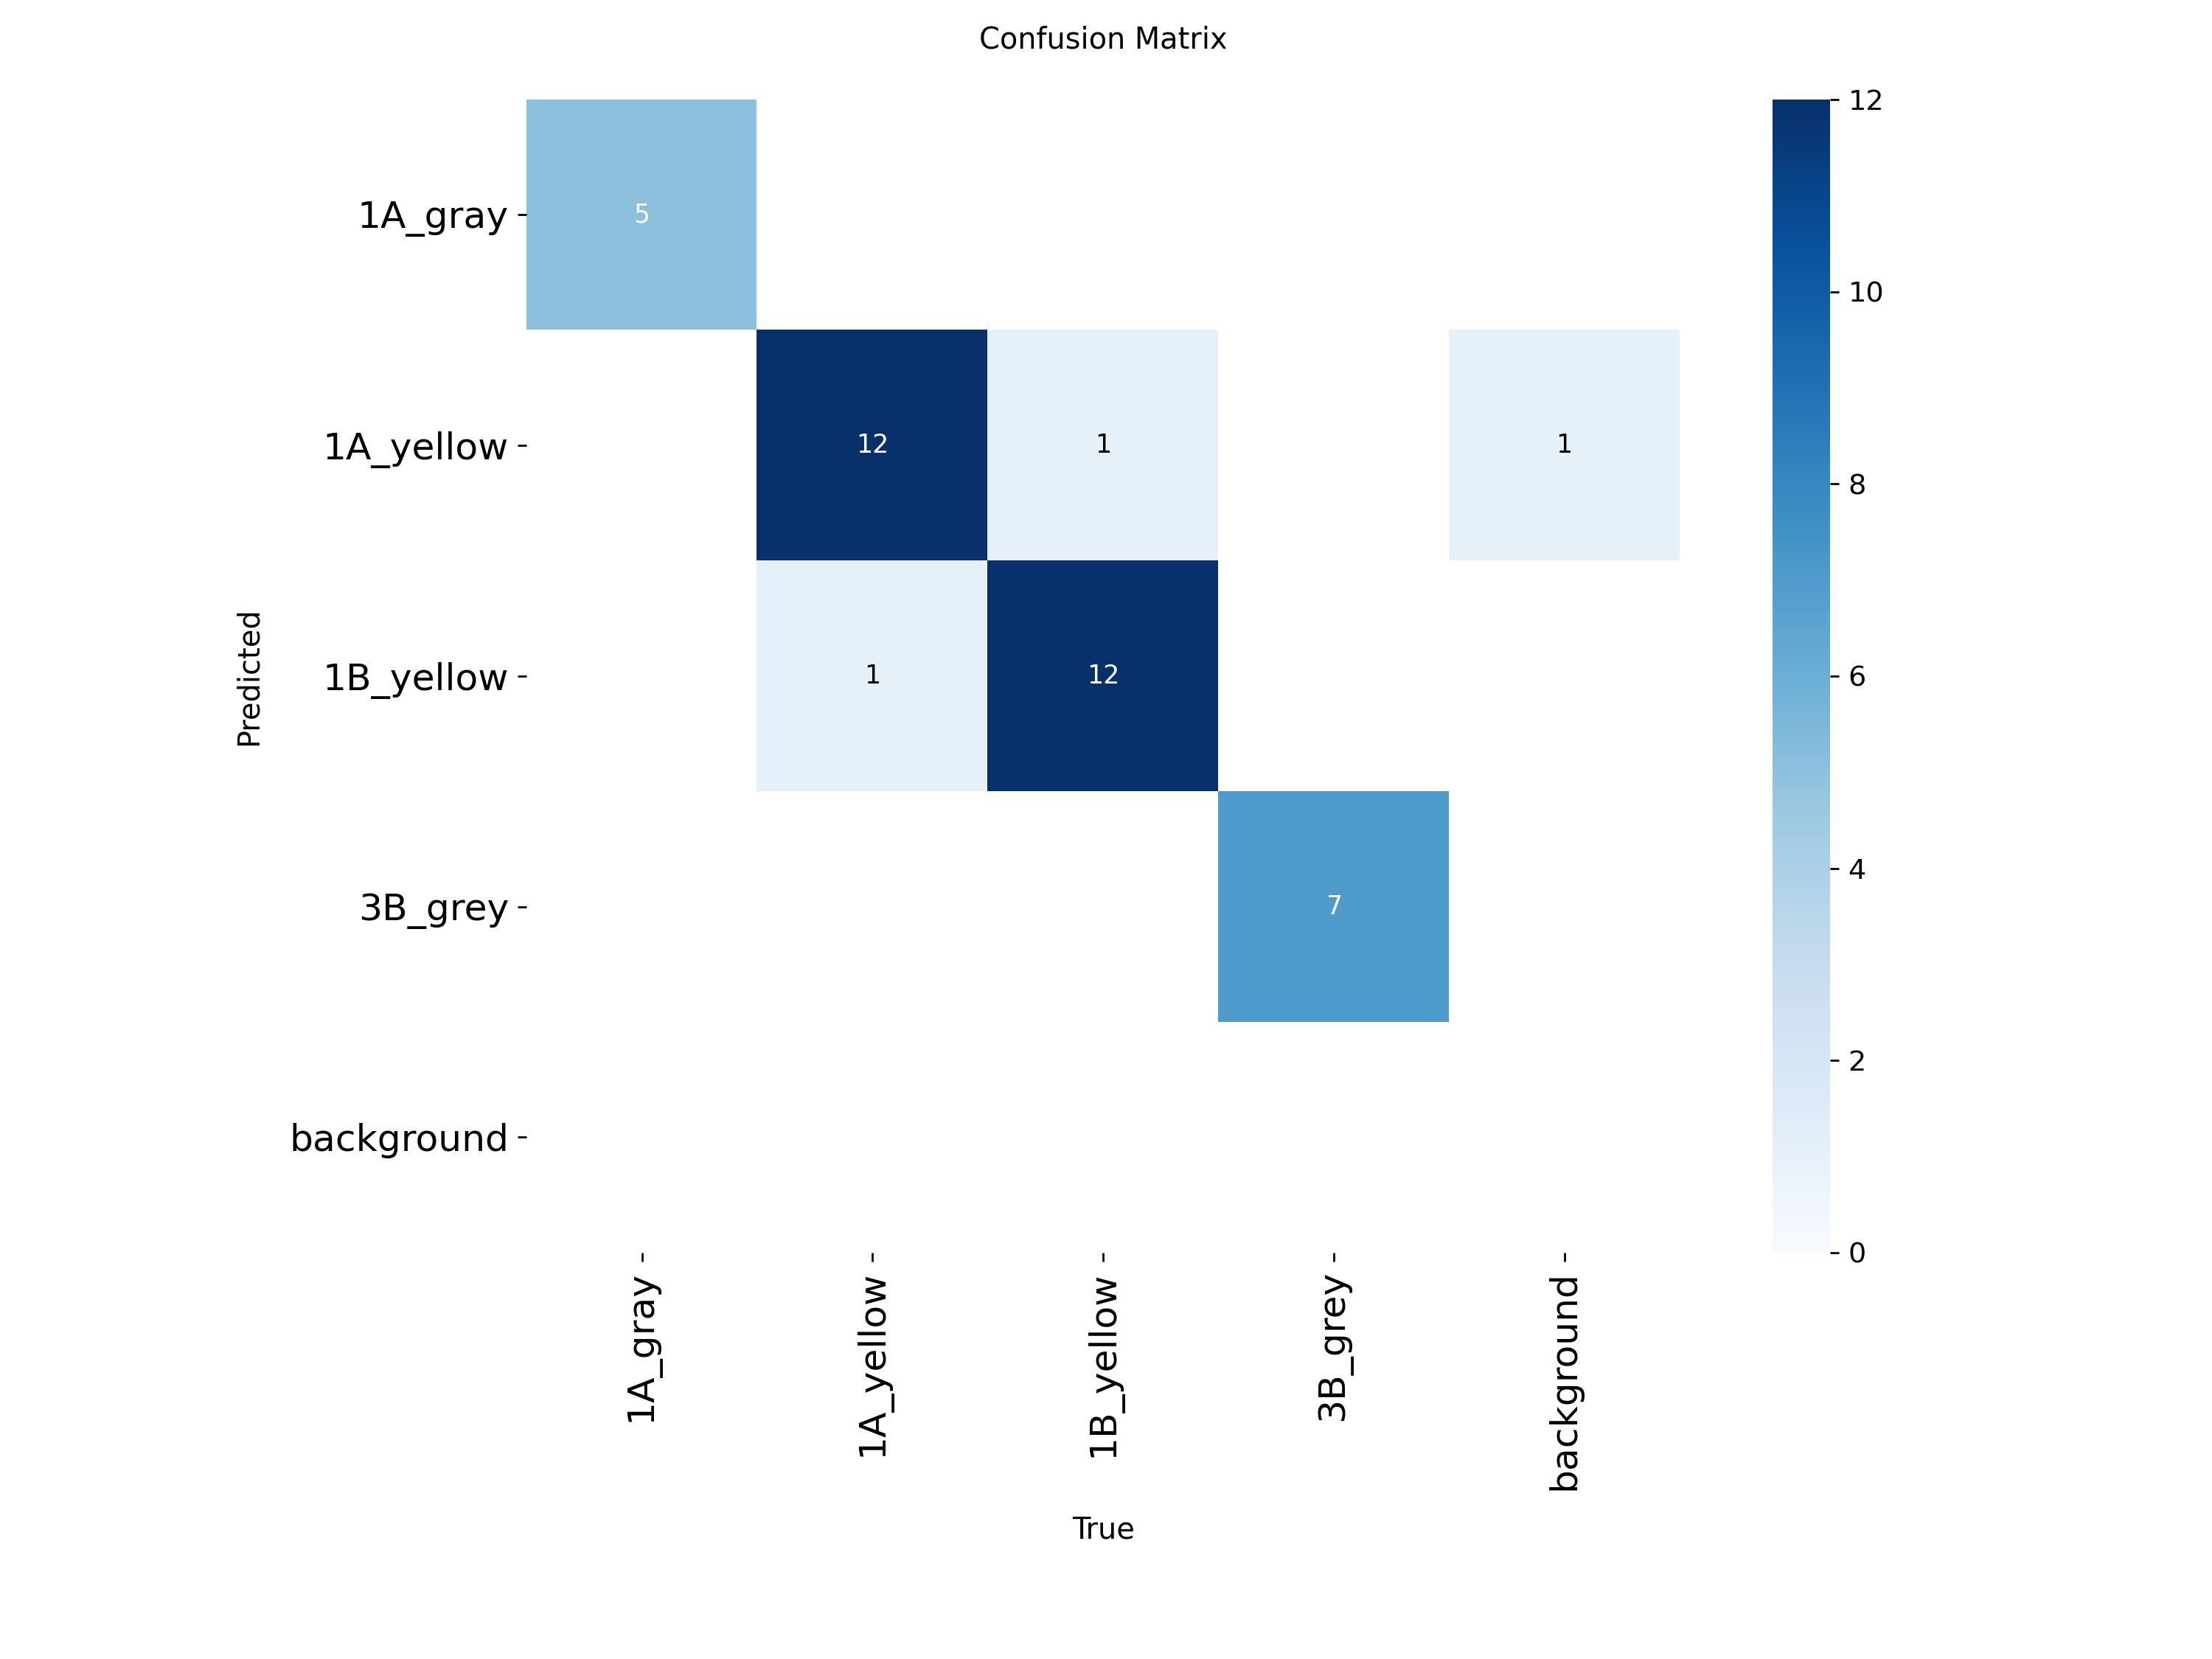 Confusion Matrix
1A_gray
1A_yellow
1B_yellow
3B_grey
background
Predicted
5
12 1 1
1 12
7
12
10
8
6
4
2
0
1A_gray
1A_yellow
1B_yellow
3B_grey
background
True